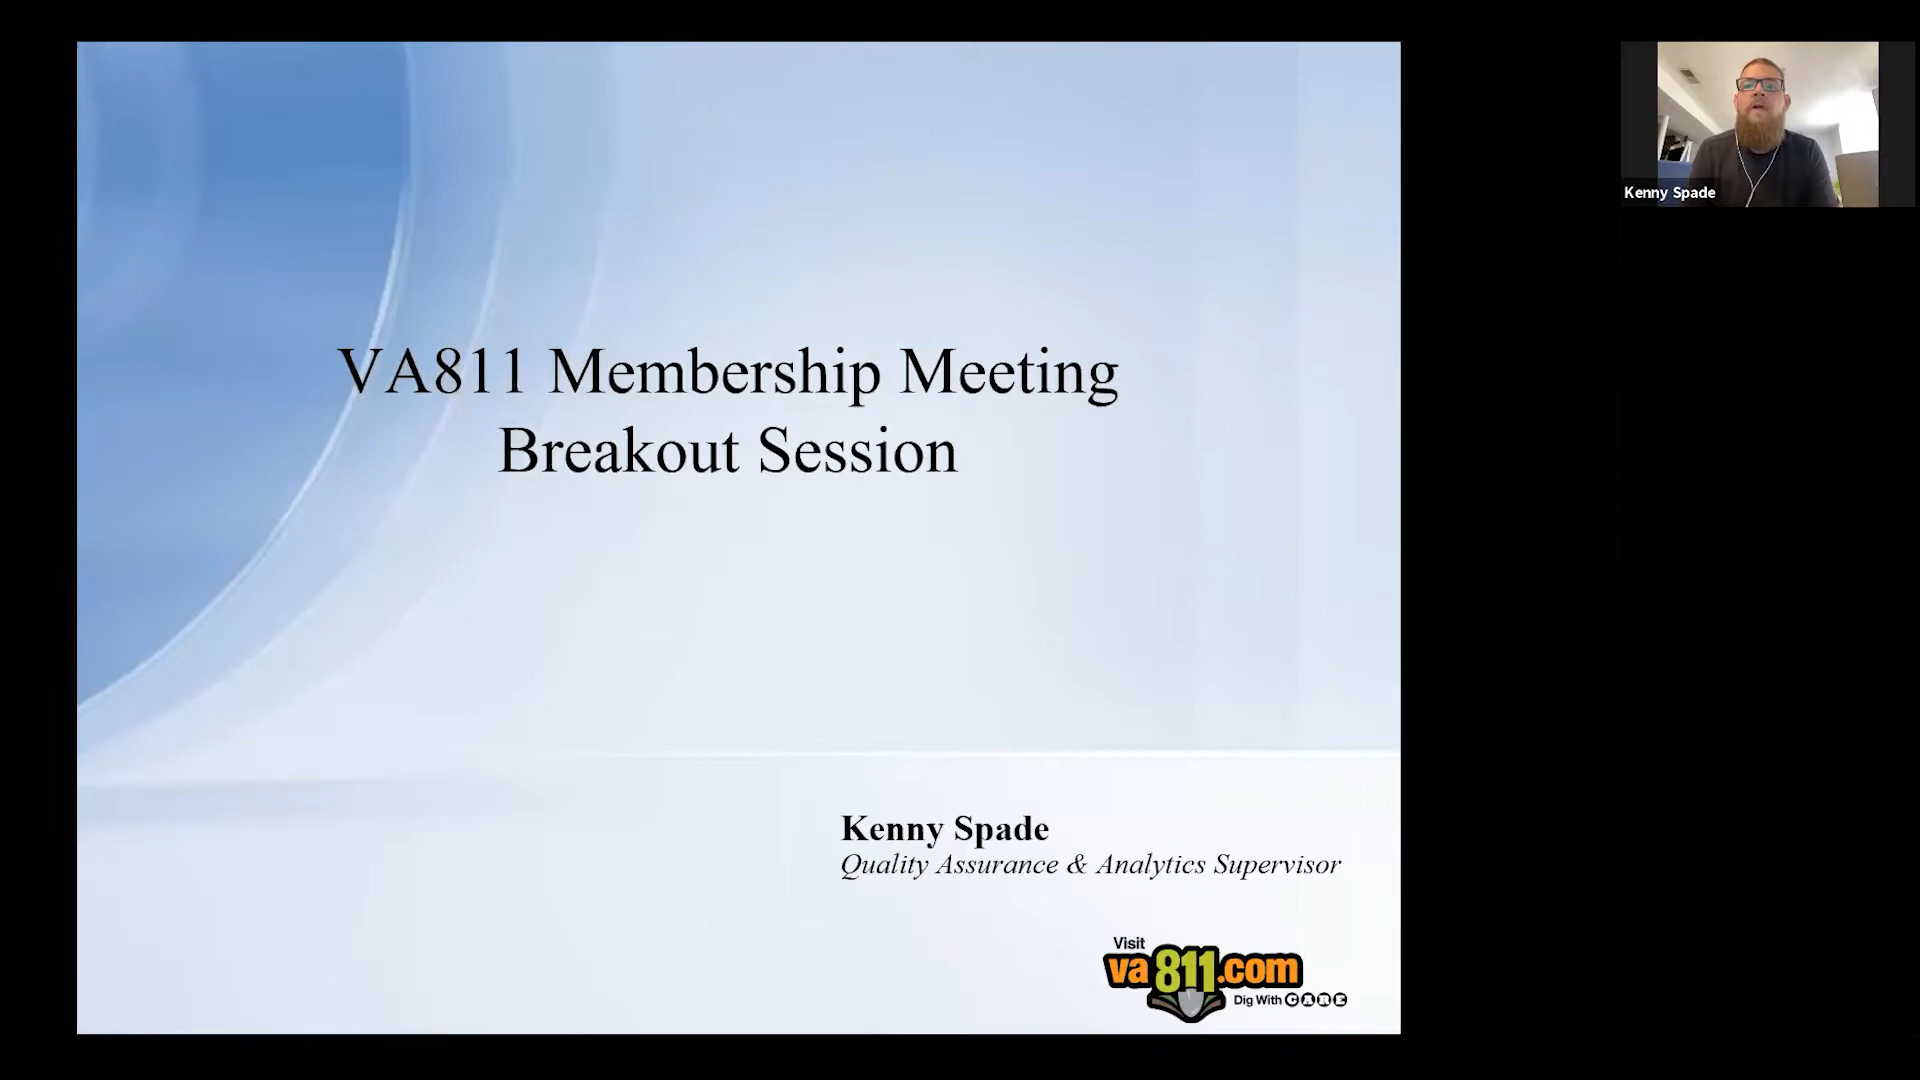 VA811 Membership Meeting
Breakout Session
Kenny Spade
Quality Assurance & Analytics Supervisor
Visit
va811.com
Dig With CARE
Kenny Spade